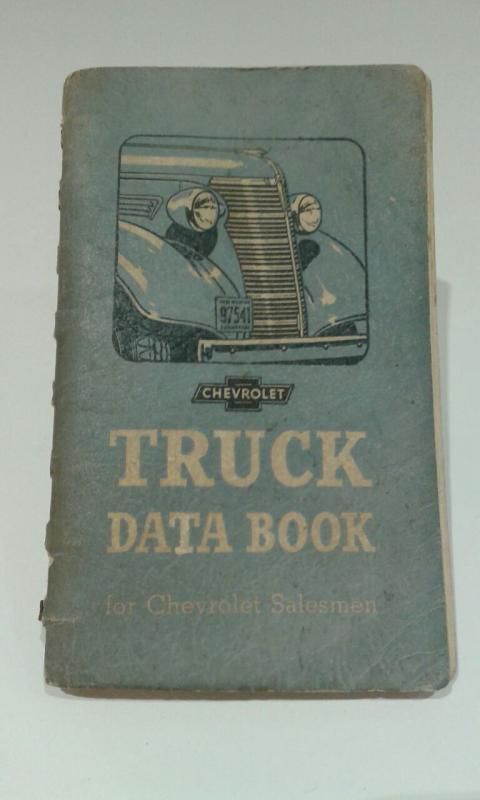 97541
CHEVROLET
TRUCK
DATA BOOK
for Chevrolet Salesmen